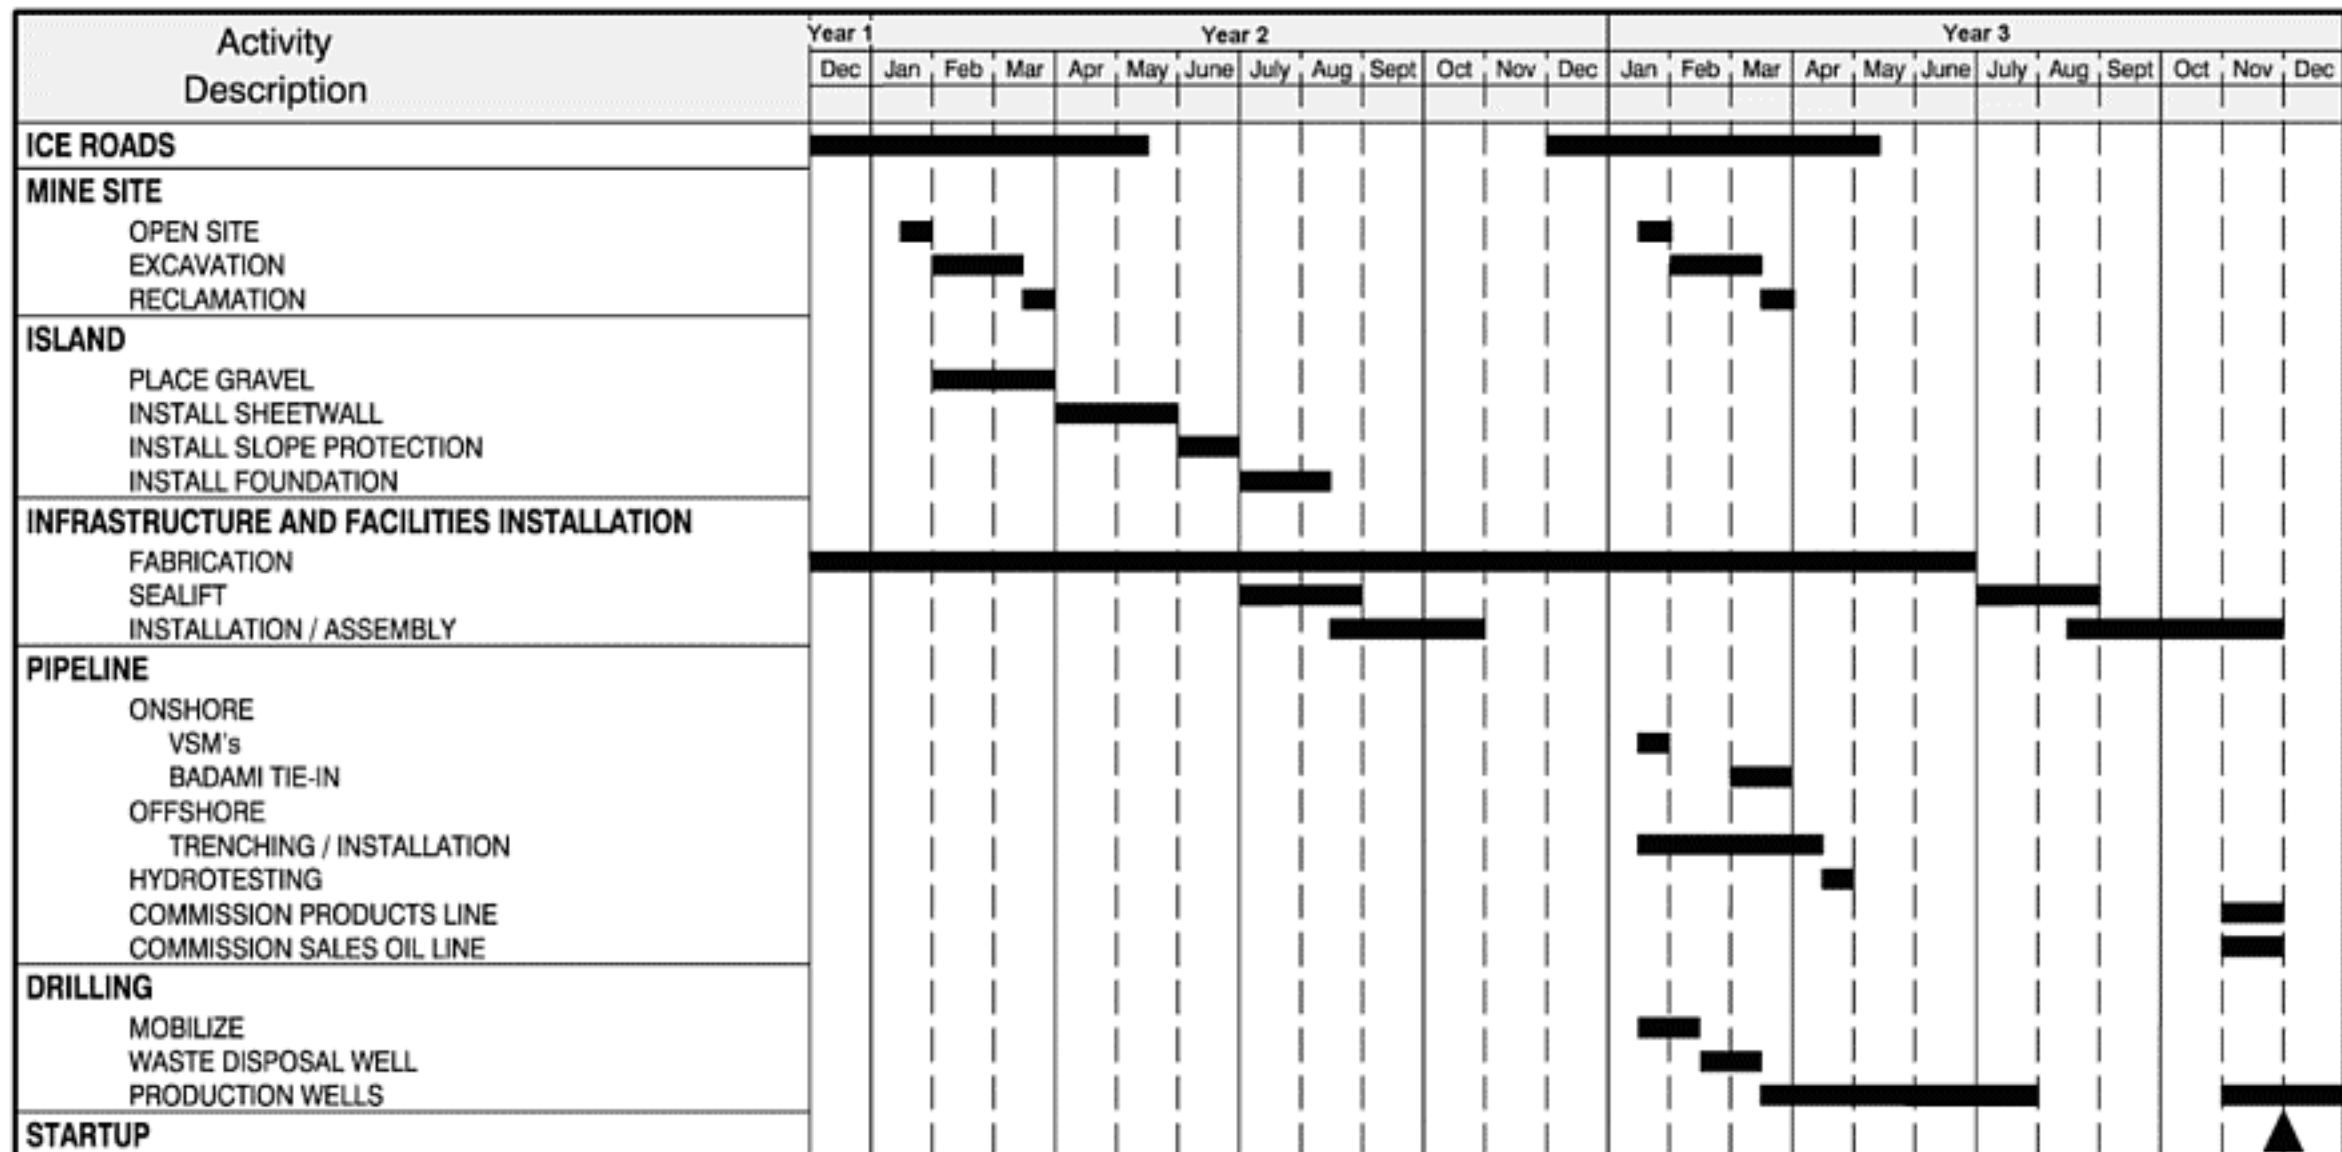 Activity
Description
Year 1 Year 2 Year 3
Dec Jan Feb Mar Apr May June July Aug Sept Oct Nov Dec Jan Feb Mar Apr May June July Aug Sept Oct Nov Dec
ICE ROADS
MINE SITE
OPEN SITE
EXCAVATION
RECLAMATION
ISLAND
PLACE GRAVEL
INSTALL SHEETWALL
INSTALL SLOPE PROTECTION
INSTALL FOUNDATION
INFRASTRUCTURE AND FACILITIES INSTALLATION
FABRICATION
SEALIFT
INSTALLATION / ASSEMBLY
PIPELINE
ONSHORE
VSM's
BADAMI TIE-IN
OFFSHORE
TRENCHING / INSTALLATION
HYDROTESTING
COMMISSION PRODUCTS LINE
COMMISSION SALES OIL LINE
DRILLING
MOBILIZE
WASTE DISPOSAL WELL
PRODUCTION WELLS
STARTUP